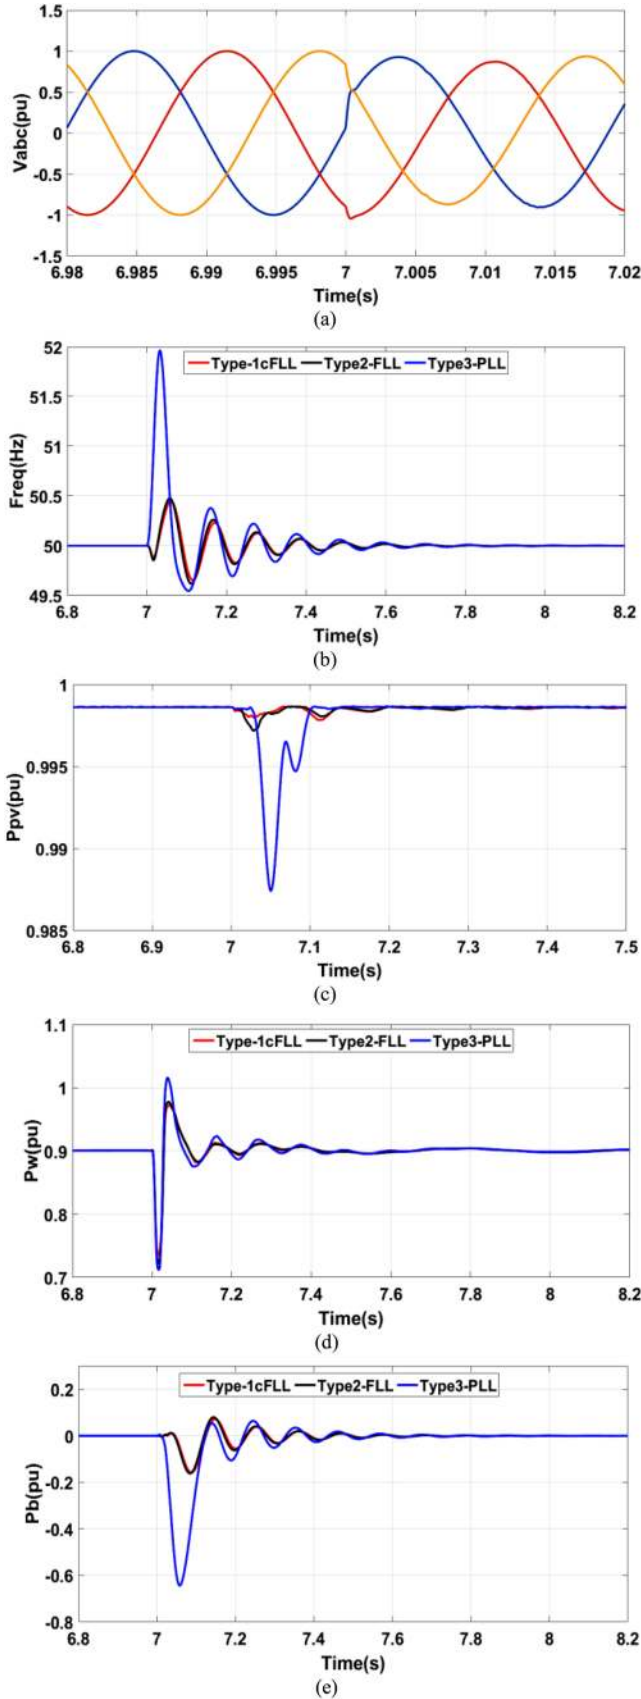 1.5
1
0.5
0
-0.5
-1
-1.5
Vabc(pu)
6.98 6.985 6.99 6.995 7 7.005 7.01 7.015 7.02
Time(s)
(a)
Type-1cFLL Type2-FLL Type3-PLL
52
51.5
51
50.5
50
49.5
Freq(Hz)
6.8 7 7.2 7.4 7.6 7.8 8 8.2
Time(s)
(b)
1
0.995
0.99
0.985
Ppv(pu)
6.8 6.9 7 7.1 7.2 7.3 7.4 7.5
Time(s)
(c)
Type-1cFLL Type2-FLL Type3-PLL
1.1
1
0.9
0.8
0.7
Pw(pu)
6.8 7 7.2 7.4 7.6 7.8 8 8.2
Time(s)
(d)
Type-1cFLL Type2-FLL Type3-PLL
0.2
0
-0.2
-0.4
-0.6
-0.8
Pb(pu)
6.8 7 7.2 7.4 7.6 7.8 8 8.2
Time(s)
(e)